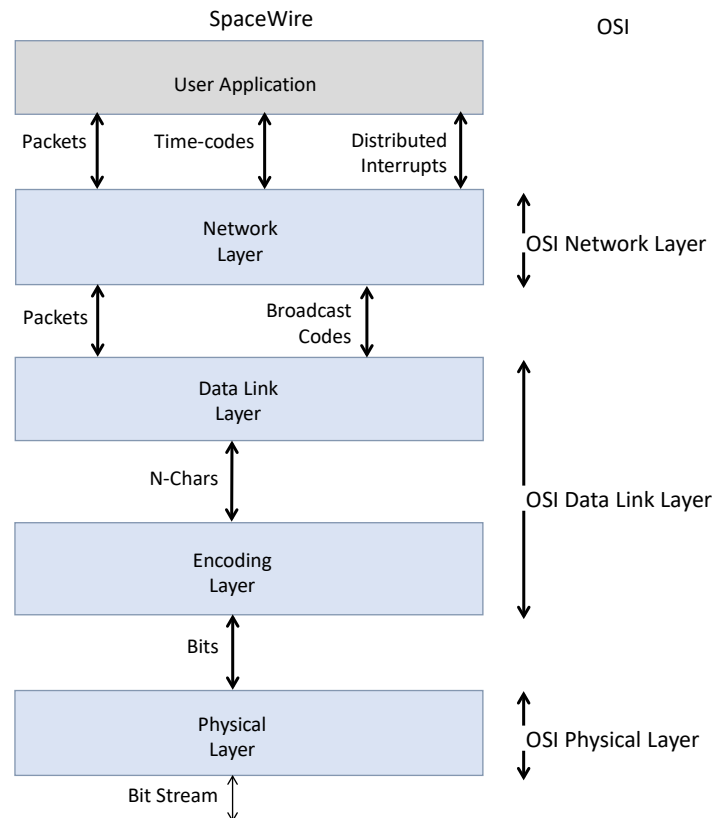 SpaceWire
OSI
User Application
Packets
Time-codes
Distributed
Interrupts
Network
Layer
OSI Network Layer
Packets
Broadcast
Codes
Data Link
Layer
N-Chars
OSI Data Link Layer
Encoding
Layer
Bits
Physical
Layer
OSI Physical Layer
Bit Stream